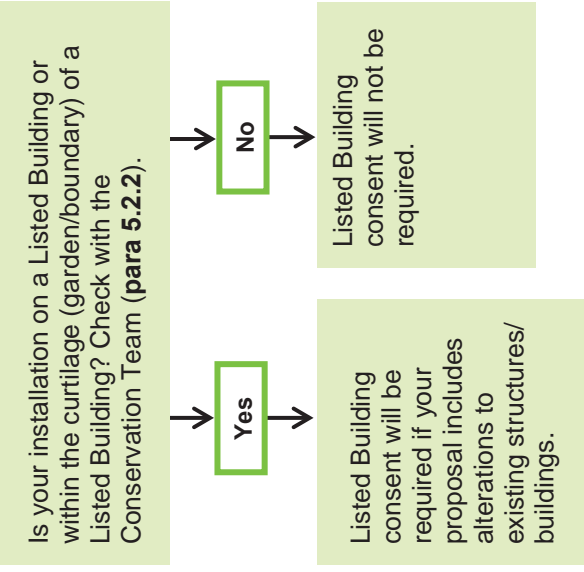 Is your installation on a Listed Building or
within the curtilage (garden/boundary) of a
Listed Building? Check with the
Conservation Team (para 5.2.2).
Yes
No
Listed Building
consent will be
required if your
proposal includes
alterations to
existing structures/
buildings.
Listed Building
consent will not be
required.